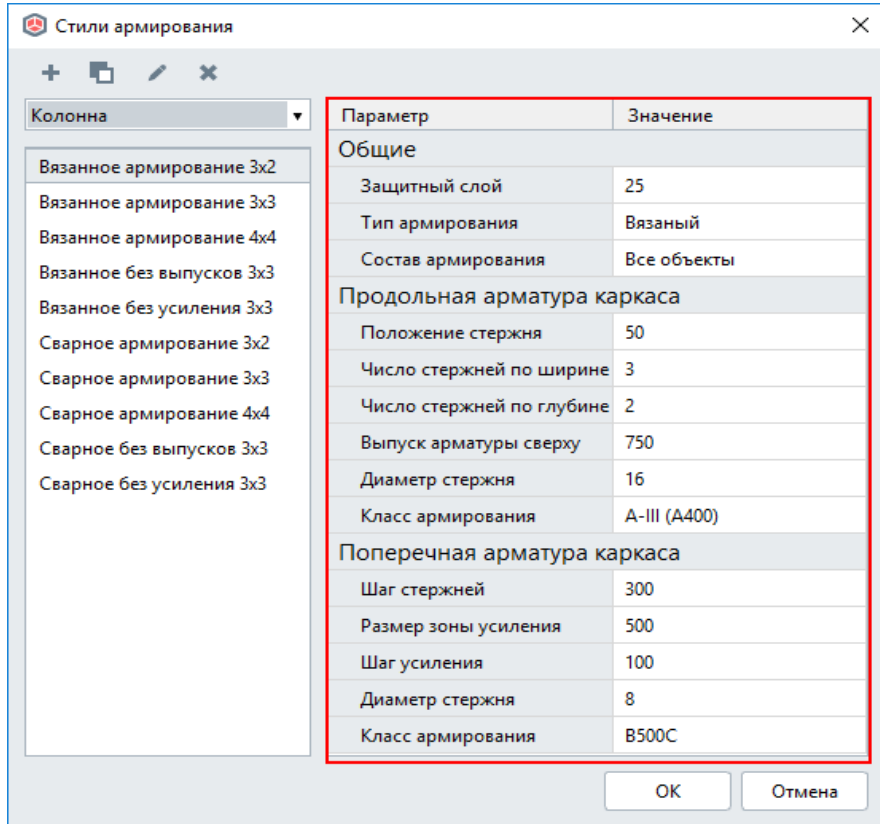 Стили армирования
Колонна
Вязанное армирование 3х2
Вязанное армирование 3х3
Вязанное армирование 4х4
Вязанное без выпусков 3х3
Вязанное без усиления 3х3
Сварное армирование 3х2
Сварное армирование 3х3
Сварное армирование 4х4
Сварное без выпусков 3х3
Сварное без усиления 3х3
Параметр Значение
Общие
Защитный слой 25
Тип армирования Вязаный
Состав армирования Все объекты
Продольная арматура каркаса
Положение стержня 50
Число стержней по ширине 3
Число стержней по глубине 2
Выпуск арматуры сверху 750
Диаметр стержня 16
Класс армирования A-III (A400)
Поперечная арматура каркаса
Шаг стержней 300
Размер зоны усиления 500
Шаг усиления 100
Диаметр стержня 8
Класс армирования B500C
OK Отмена